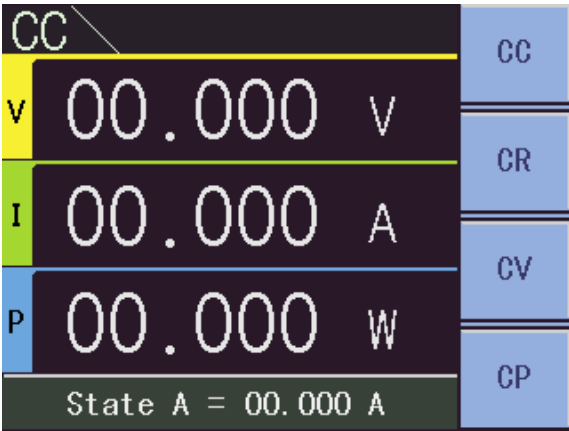 CC
V 00.000 V
I 00.000 A
P 00.000 W
State A = 00.000 A
CC
CR
CV
CP